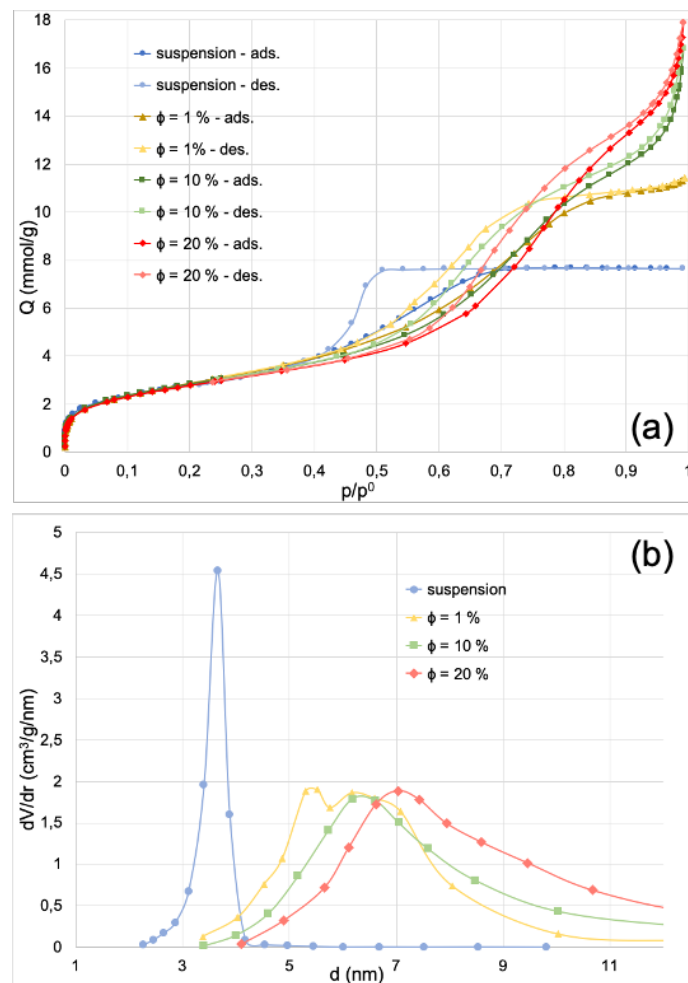 18
16
14
12
10
8
6
4
2
0
Q (mmol/g)
suspension - ads.
suspension - des.
ϕ = 1 % - ads.
ϕ = 1% - des.
ϕ = 10 % - ads.
ϕ = 10 % - des.
ϕ = 20 % - ads.
ϕ = 20 % - des.
(a)
0 0,1 0,2 0,3 0,4 0,5 0,6 0,7 0,8 0,9 1
p/p⁰
(b)
5
4,5
4
3,5
3
2,5
2
1,5
1
0,5
0
dV/dr (cm³/g/nm)
suspension
ϕ = 1 %
ϕ = 10 %
ϕ = 20 %
1 3 5 7 9 11
d (nm)